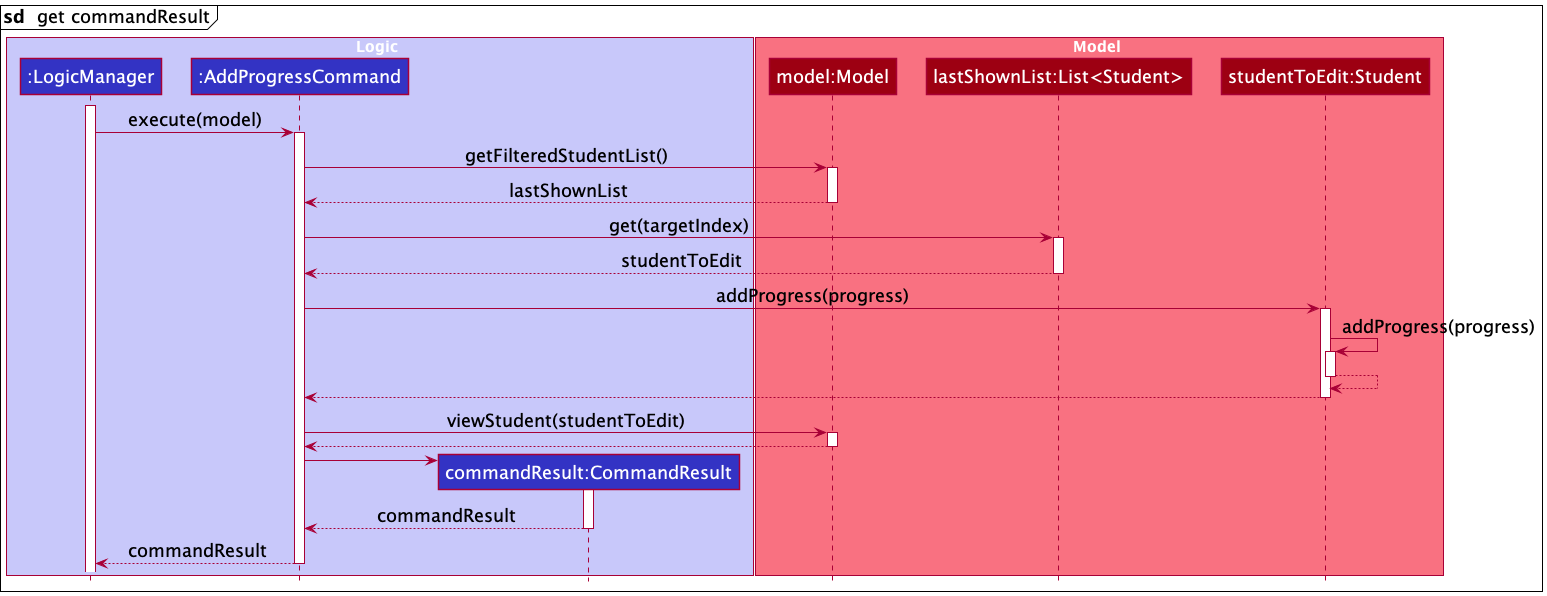 sd get commandResult
Logic
Model
:LogicManager
:AddProgressCommand
model:Model
lastShownList:List<Student>
studentToEdit:Student
execute(model)
getFilteredStudentList()
lastShownList
get(targetIndex)
studentToEdit
addProgress(progress)
addProgress(progress)
viewStudent(studentToEdit)
commandResult:CommandResult
commandResult
commandResult